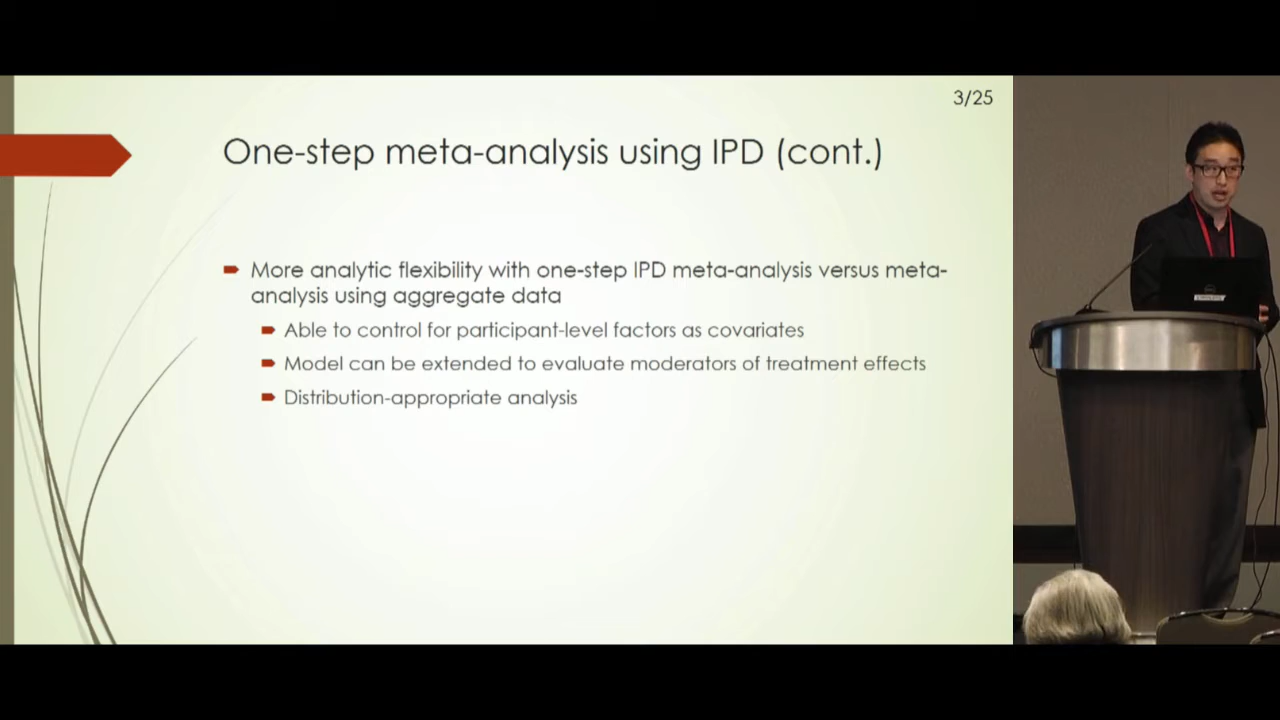 3/25
One-step meta-analysis using IPD (cont.)
More analytic flexibility with one-step IPD meta-analysis versus meta-
analysis using aggregate data
Able to control for participant-level factors as covariates
Model can be extended to evaluate moderators of treatment effects
Distribution-appropriate analysis